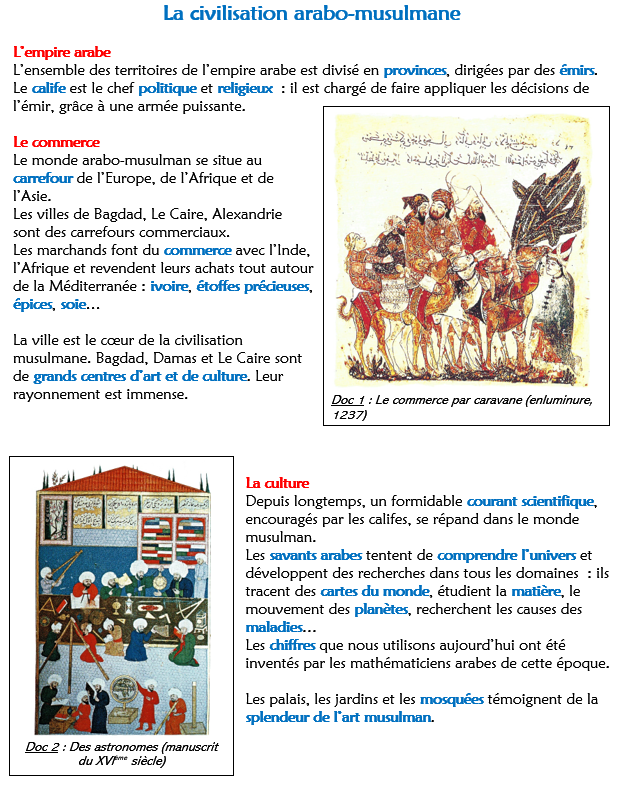 La civilisation arabo-musulmane
L'empire arabe
L'ensemble des territoires de l'empire arabe est divisé en provinces, dirigées par des émirs.
Le calife est le chef politique et religieux : il est chargé de faire appliquer les décisions de
l'émir, grâce à une armée puissante.
Le commerce
Le monde arabo-musulman se situe au
carrefour de l'Europe, de l'Afrique et de
l'Asie.
Les villes de Bagdad, Le Caire, Alexandrie
sont des carrefours commerciaux.
Les marchands font du commerce avec l'Inde,
l'Afrique et revendent leurs achats tout autour
de la Méditerranée : ivoire, étoffes précieuses,
épices, soie...
La ville est le cœur de la civilisation
musulmane. Bagdad, Damas et Le Caire sont
de grands centres d'art et de culture. Leur
rayonnement est immense.
Doc 1 : Le commerce par caravane (enluminure,
1237)
La culture
Depuis longtemps, un formidable courant scientifique,
encouragés par les califes, se répand dans le monde
musulman.
Les savants arabes tentent de comprendre l'univers et
développent des recherches dans tous les domaines : ils
tracent des cartes du monde, étudient la matière, le
mouvement des planètes, recherchent les causes des
maladies...
Les chiffres que nous utilisons aujourd'hui ont été
inventés par les mathématiciens arabes de cette époque.
Les palais, les jardins et les mosquées témoignent de la
splendeur de l'art musulman.
Doc 2 : Des astronomes (manuscrit
du XVIème siècle)